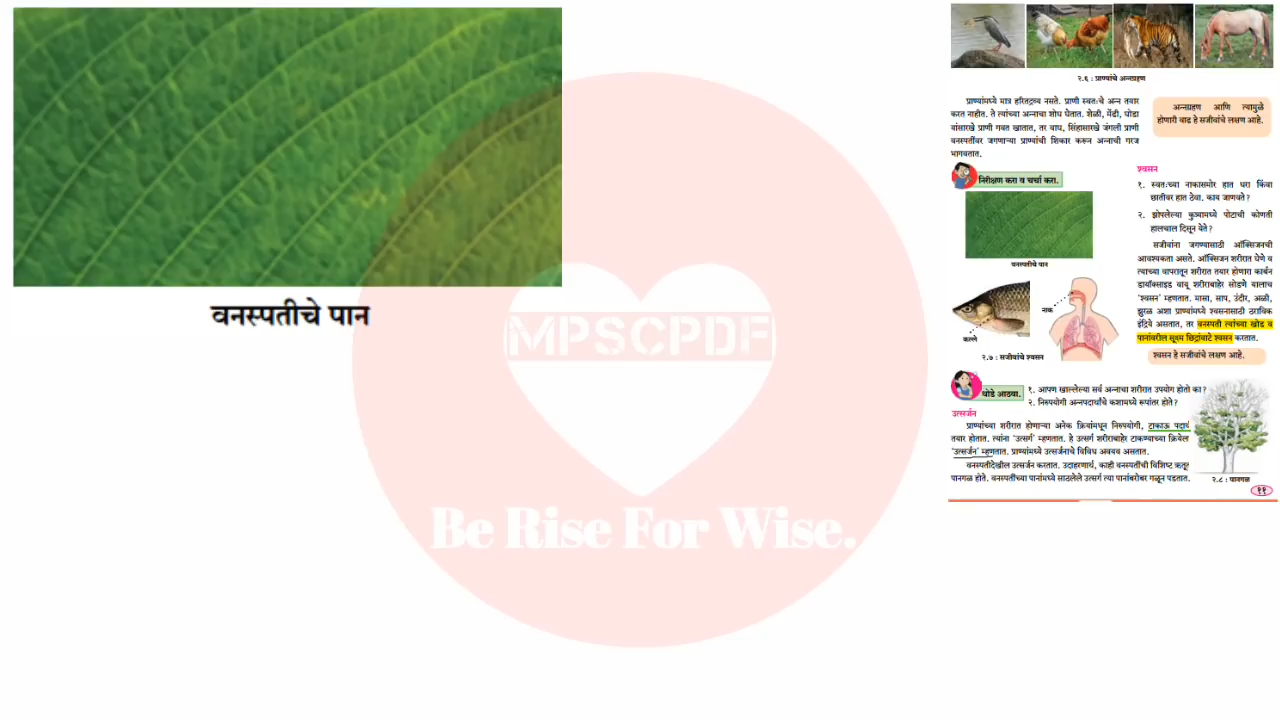 वनस्पतीचे पान
MPSCPDF
Be Rise For Wise.
२.६ : प्राण्यांचे अन्नग्रहण
प्राण्यांमध्ये मात्र हरितद्रव्य नसते. प्राणी स्वतःचे अन्न तयार
करत नाहीत. ते त्यांच्या अन्नाचा शोध घेतात. शेळी, मेंढी, घोडा
यांसारखे प्राणी गवत खातात, तर वाघ, सिंहासारखे जंगली प्राणी
वनस्पतींवर जगणाऱ्या प्राण्यांची शिकार करून अन्नाची गरज
भागवतात.
अन्नग्रहण आणि त्यामुळे
होणारी वाढ हे सजीवांचे लक्षण आहे.
निरीक्षण करा व चर्चा करा.
वनस्पतीचे पान
नाक
कल्ले
२.७ : सजीवांचे श्वसन
श्वसन
१. स्वतःच्या नाकासमोर हात धरा किंवा
छातीवर हात ठेवा. काय जाणवते?
२. झोपलेल्या कुत्र्यामध्ये पोटाची कोणती
हालचाल दिसून येते?
सजीवांना जगण्यासाठी ऑक्सिजनची
आवश्यकता असते. ऑक्सिजन शरीरात घेणे व
त्याच्या वापरातून शरीरात तयार होणारा कार्बन
डायॉक्साइड वायू शरीराबाहेर सोडणे यालाच
'श्वसन' म्हणतात. मासा, साप, उंदीर, अळी,
झुरळ अशा प्राण्यांमध्ये श्वसनासाठी ठराविक
इंद्रिये असतात, तर वनस्पती त्यांच्या खोड व
पानांवरील सूक्ष्म छिद्रांवाटे श्वसन करतात.
श्वसन हे सजीवांचे लक्षण आहे.
थोडे आठवा.
१. आपण खाल्लेल्या सर्व अन्नाचा शरीरात उपयोग होतो का?
२. निरुपयोगी अन्नपदार्थांचे कशामध्ये रूपांतर होते?
उत्सर्जन
प्राण्यांच्या शरीरात होणाऱ्या अनेक क्रियांमधून निरुपयोगी, टाकाऊ पदार्थ
तयार होतात. त्यांना 'उत्सर्ग' म्हणतात. हे उत्सर्ग शरीराबाहेर टाकण्याच्या क्रियेला
'उत्सर्जन' म्हणतात. प्राण्यांमध्ये उत्सर्जनाचे विविध अवयव असतात.
वनस्पतीदेखील उत्सर्जन करतात. उदाहरणार्थ, काही वनस्पतींची विशिष्ट ऋतूत
पानगळ होते. वनस्पतींच्या पानांमध्ये साठलेले उत्सर्ग त्या पानांबरोबर गळून पडतात.
२.८ : पानगळ
११